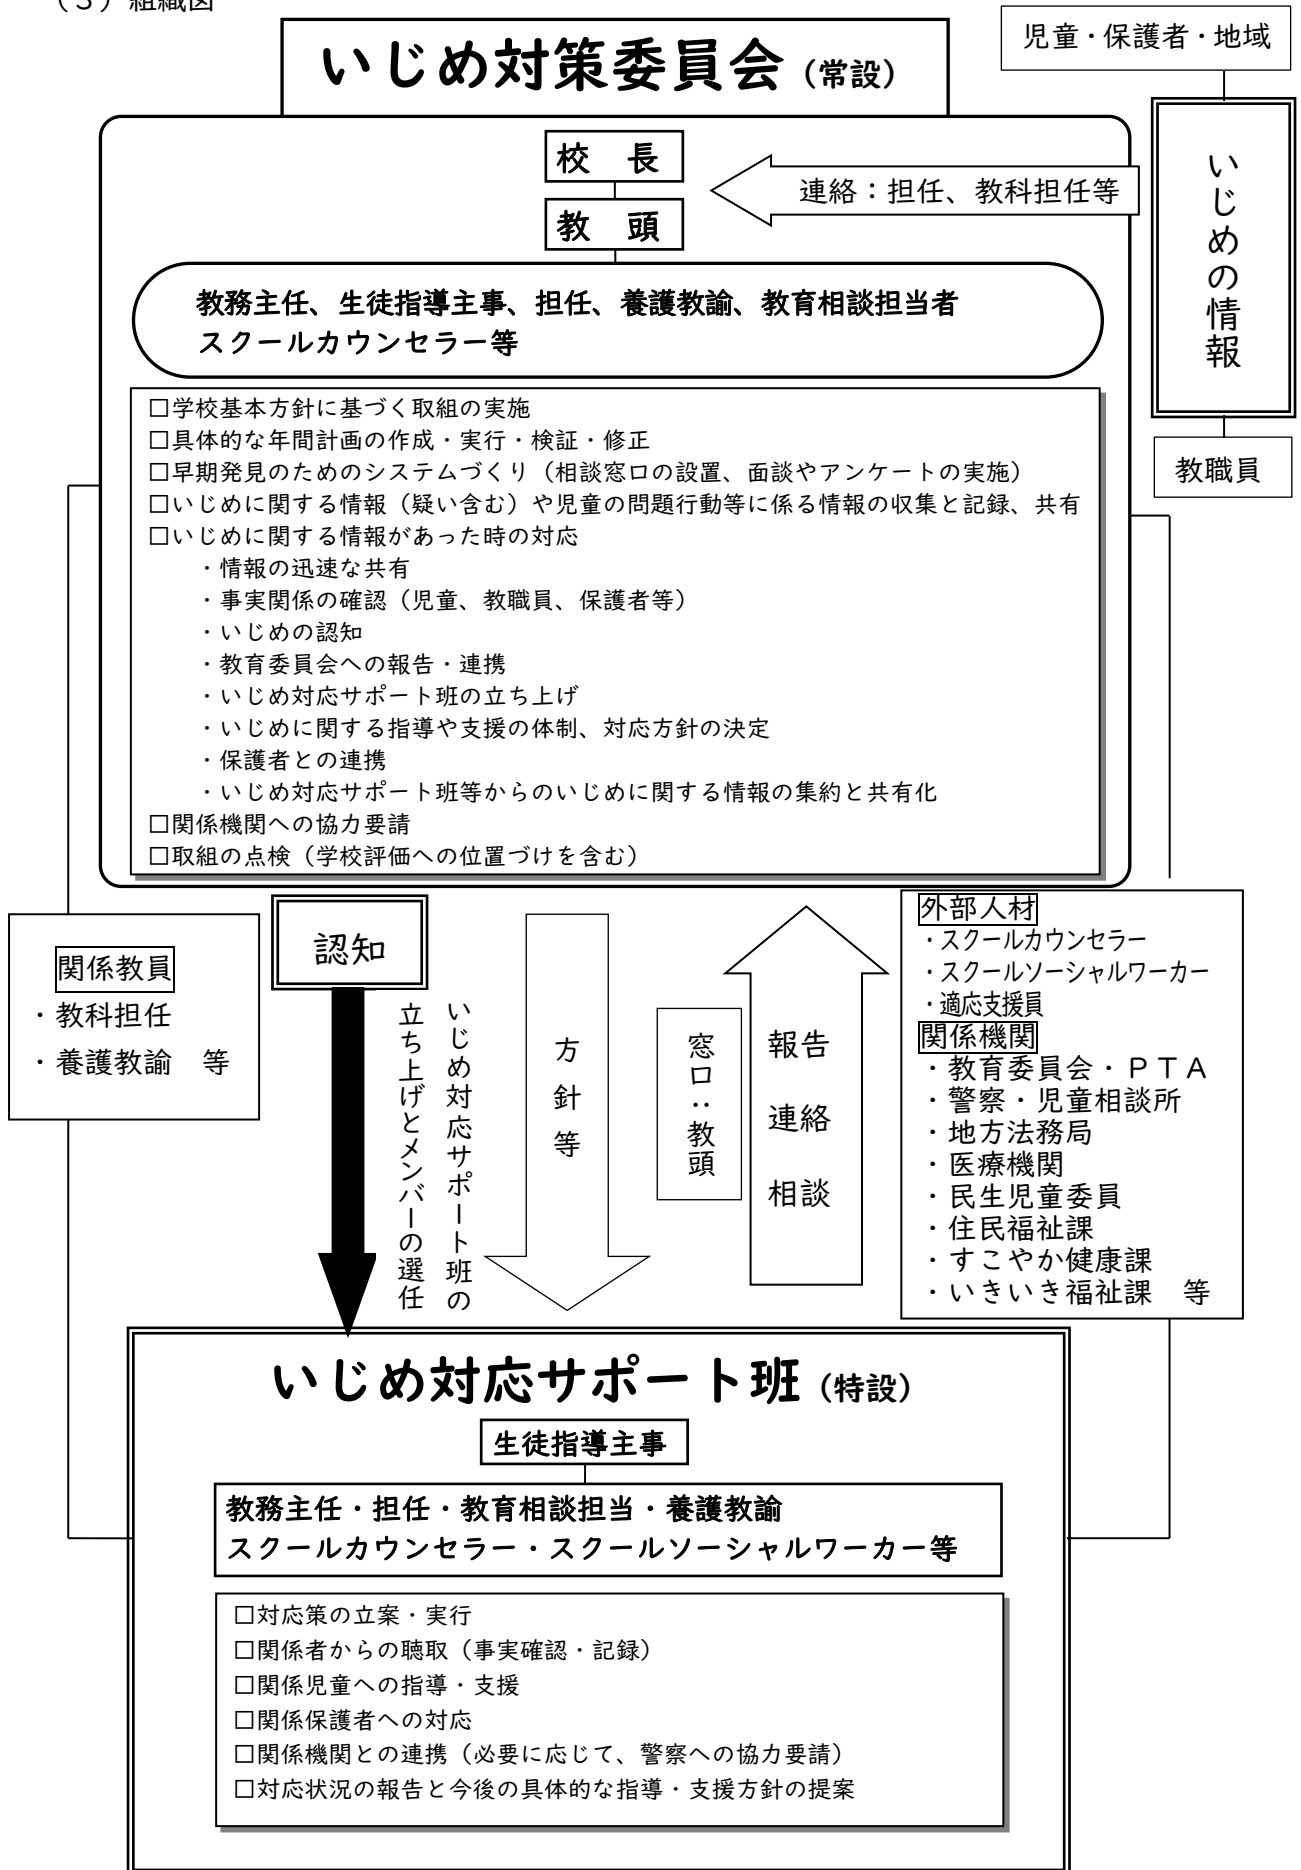 （３）組織図
いじめ対策委員会（常設）
児童・保護者・地域
いじめの情報
教職員
校　長
教　頭
連絡：担任、教科担任等
教務主任、生徒指導主事、担任、養護教諭、教育相談担当者
スクールカウンセラー等
□学校基本方針に基づく取組の実施
□具体的な年間計画の作成・実行・検証・修正
□早期発見のためのシステムづくり（相談窓口の設置、面談やアンケートの実施）
□いじめに関する情報（疑い含む）や児童の問題行動等に係る情報の収集と記録、共有
□いじめに関する情報があった時の対応
・情報の迅速な共有
・事実関係の確認（児童、教職員、保護者等）
・いじめの認知
・教育委員会への報告・連携
・いじめ対応サポート班の立ち上げ
・いじめに関する指導や支援の体制、対応方針の決定
・保護者との連携
・いじめ対応サポート班等からのいじめに関する情報の集約と共有化
□関係機関への協力要請
□取組の点検（学校評価への位置づけを含む）
関係教員
・教科担任
・養護教諭　等
認知
いじめ対応サポート班の
立ち上げとメンバーの選任
方針等
窓口：教頭
報告
連絡
相談
外部人材
・スクールカウンセラー
・スクールソーシャルワーカー
・適応支援員
関係機関
・教育委員会・ＰＴＡ
・警察・児童相談所
・地方法務局
・医療機関
・民生児童委員
・住民福祉課
・すこやか健康課
・いきいき福祉課　等
いじめ対応サポート班（特設）
生徒指導主事
教務主任・担任・教育相談担当・養護教諭
スクールカウンセラー・スクールソーシャルワーカー等
□対応策の立案・実行
□関係者からの聴取（事実確認・記録）
□関係児童への指導・支援
□関係保護者への対応
□関係機関との連携（必要に応じて、警察への協力要請）
□対応状況の報告と今後の具体的な指導・支援方針の提案